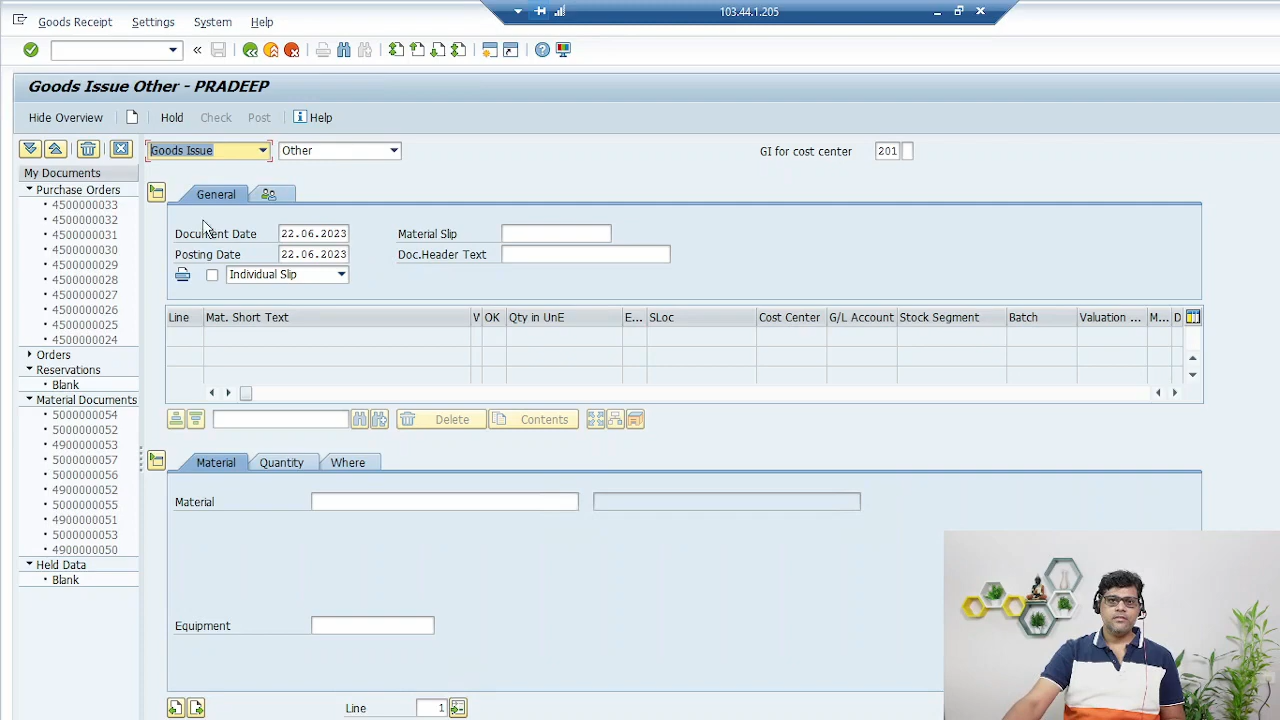 103.44.1.205
Goods Receipt Settings System Help
Goods Issue Other - PRADEEP
Hide Overview Hold Check Post Help
Goods Issue Other GI for cost center 201
My Documents
Purchase Orders
4500000033
4500000032
4500000031
4500000030
4500000029
4500000028
4500000027
4500000026
4500000025
4500000024
Orders
Reservations
Blank
Material Documents
5000000054
5000000052
4900000053
5000000057
5000000056
4900000052
5000000055
4900000051
5000000053
4900000050
Held Data
Blank
General
Document Date 22.06.2023 Material Slip
Posting Date 22.06.2023 Doc.Header Text
Individual Slip
Line Mat. Short Text V OK Qty in UnE E... SLoc Cost Center G/L Account Stock Segment Batch Valuation ... M... D
Delete Contents
Material Quantity Where
Material
Equipment
Line 1